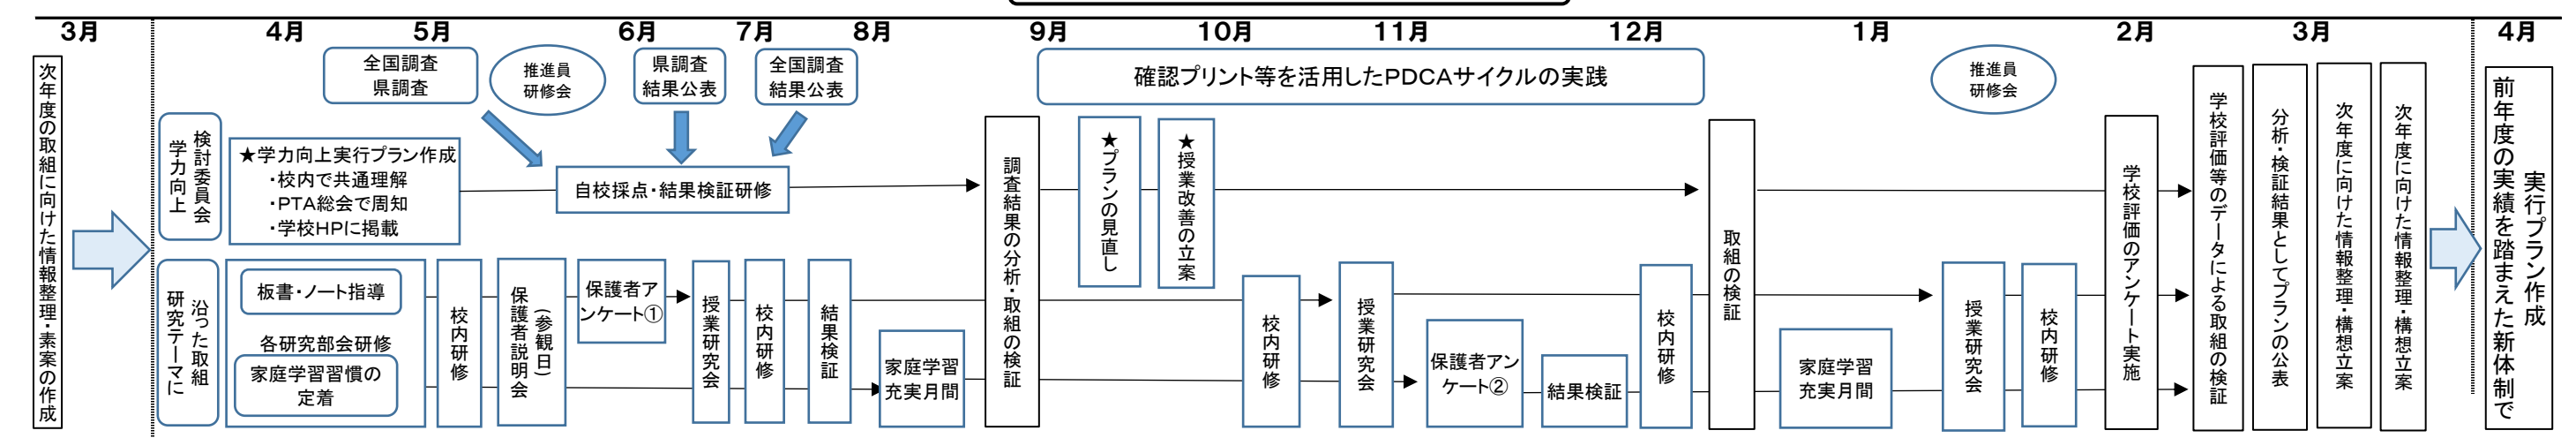 3月
4月
5月
6月
7月
8月
9月
10月
11月
12月
1月
2月
3月
4月
次年度の取組に向けた情報整理・素案の作成
全国調査
県調査
推進員
研修会
県調査
結果公表
全国調査
結果公表
確認プリント等を活用したPDCAサイクルの実践
推進員
研修会
学力向上
検討委員会
★学力向上実行プラン作成
・校内で共通理解
・PTA総会で周知
・学校HPに掲載
自校採点・結果検証研修
調査結果の分析・取組の検証
★プランの見直し
★授業改善の立案
取組の検証
学校評価のアンケート実施
学校評価等のデータによる取組の検証
分析・検証結果としてプランの公表
次年度に向けた情報整理・構想立案
次年度に向けた情報整理・構想立案
実行プラン作成
前年度の実績を踏まえた新体制で
研究テーマに
沿った取組
板書・ノート指導
各研究部会研修
家庭学習習慣の
定着
校内研修
保護者説明会
(参観日)
保護者ア
ンケート①
授業研究会
校内研修
結果検証
家庭学習
充実月間
校内研修
授業研究会
保護者アン
ケート②
結果検証
校内研修
家庭学習
充実月間
授業研究会
校内研修